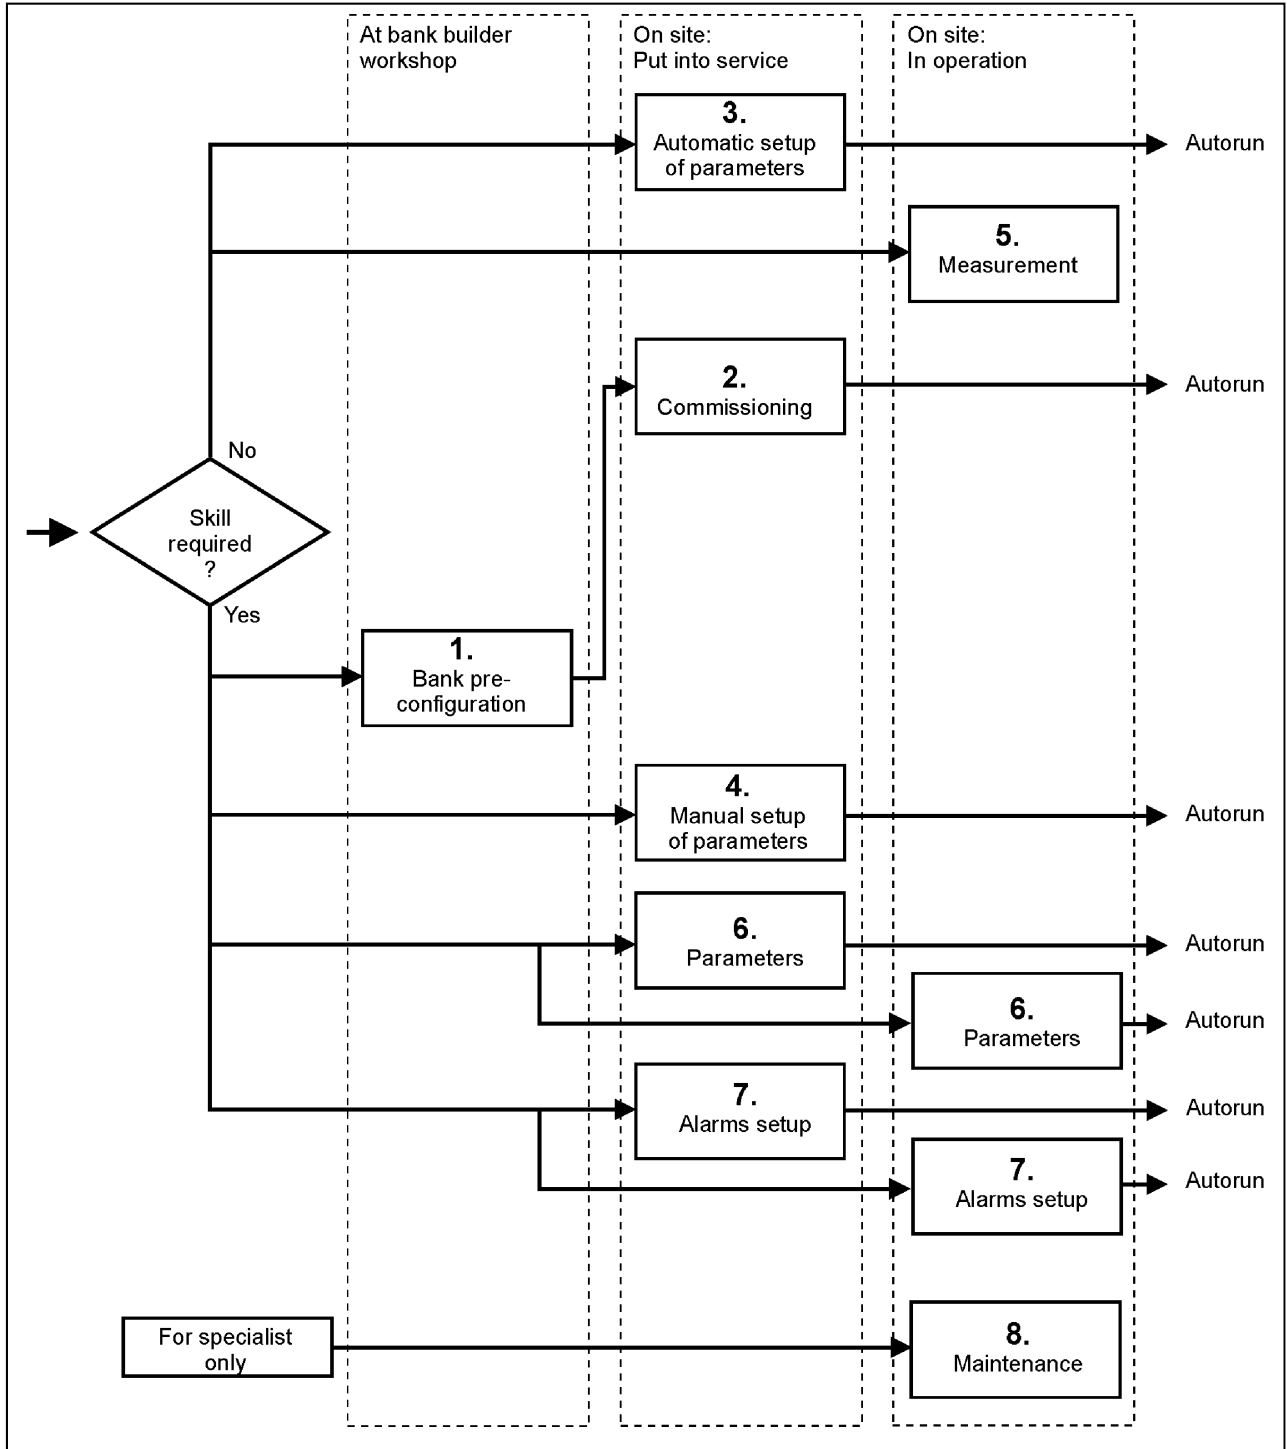 At bank builder
workshop
On site:
Put into service
On site:
In operation
3.
Automatic setup
of parameters
Autorun
5.
Measurement
2.
Commissioning
Autorun
No
Skill
required
?
Yes
1.
Bank pre-
configuration
4.
Manual setup
of parameters
Autorun
6.
Parameters
Autorun
6.
Parameters
Autorun
7.
Alarms setup
Autorun
7.
Alarms setup
Autorun
For specialist
only
8.
Maintenance